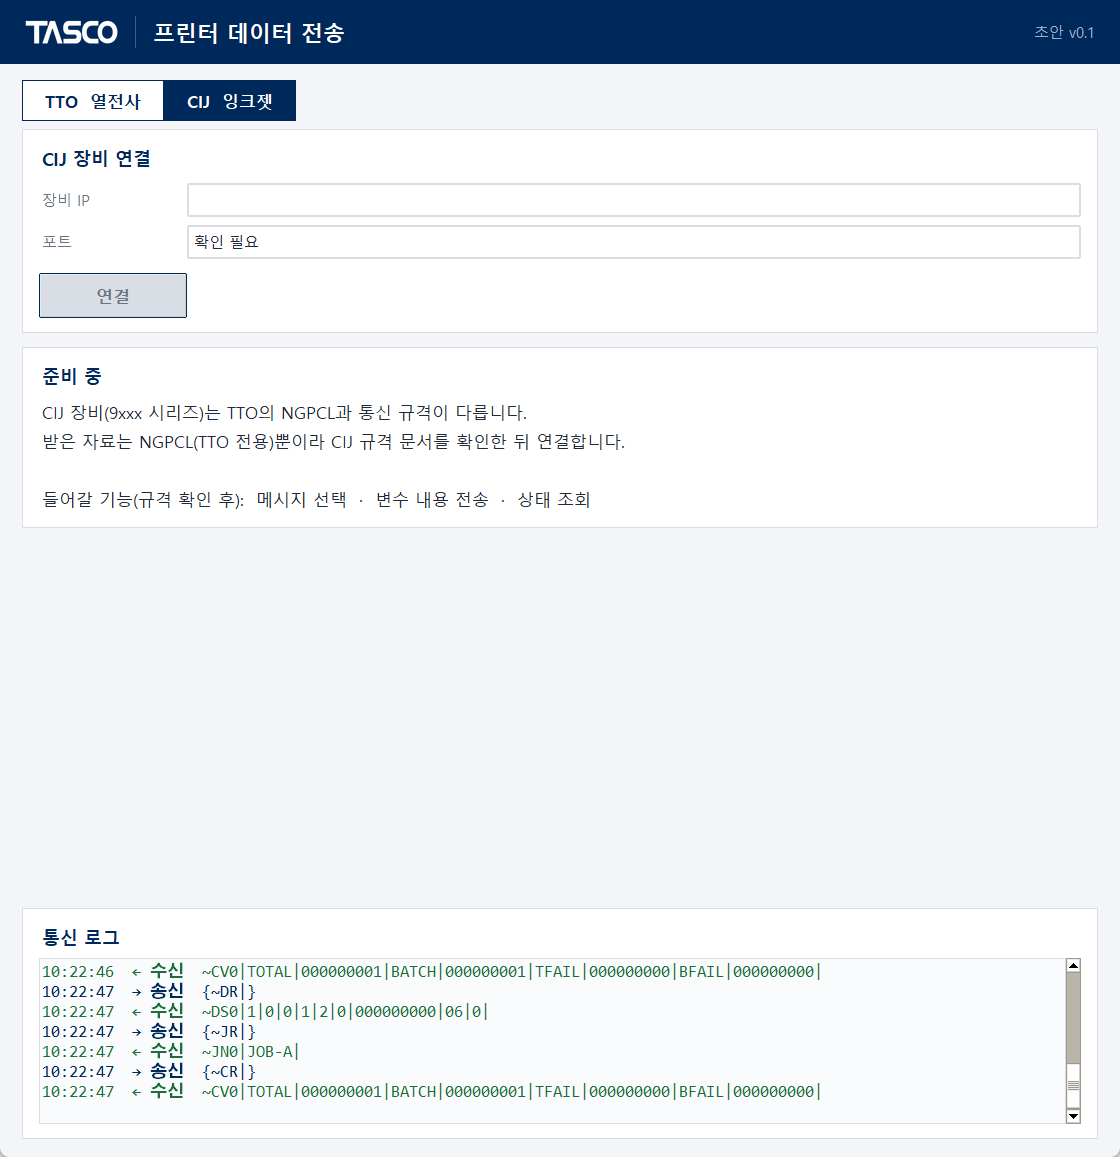 TASCO 프린터 데이터 전송 초안 v0.1
TTO 열전사 CIJ 잉크젯
CIJ 장비 연결
장비 IP
포트 확인 필요
연결
준비 중
CIJ 장비(9xxx 시리즈)는 TTO의 NGPCL과 통신 규격이 다릅니다.
받은 자료는 NGPCL(TTO 전용)뿐이라 CIJ 규격 문서를 확인한 뒤 연결합니다.
들어갈 기능(규격 확인 후): 메시지 선택 · 변수 내용 전송 · 상태 조회
통신 로그
10:22:46 ← 수신 ~CV0|TOTAL|000000001|BATCH|000000001|TFAIL|000000000|BFAIL|000000000|
10:22:47 → 송신 {~DR|}
10:22:47 ← 수신 ~DS0|1|0|0|1|2|0|000000000|06|0|
10:22:47 → 송신 {~JR|}
10:22:47 ← 수신 ~JN0|JOB-A|
10:22:47 → 송신 {~CR|}
10:22:47 ← 수신 ~CV0|TOTAL|000000001|BATCH|000000001|TFAIL|000000000|BFAIL|000000000|